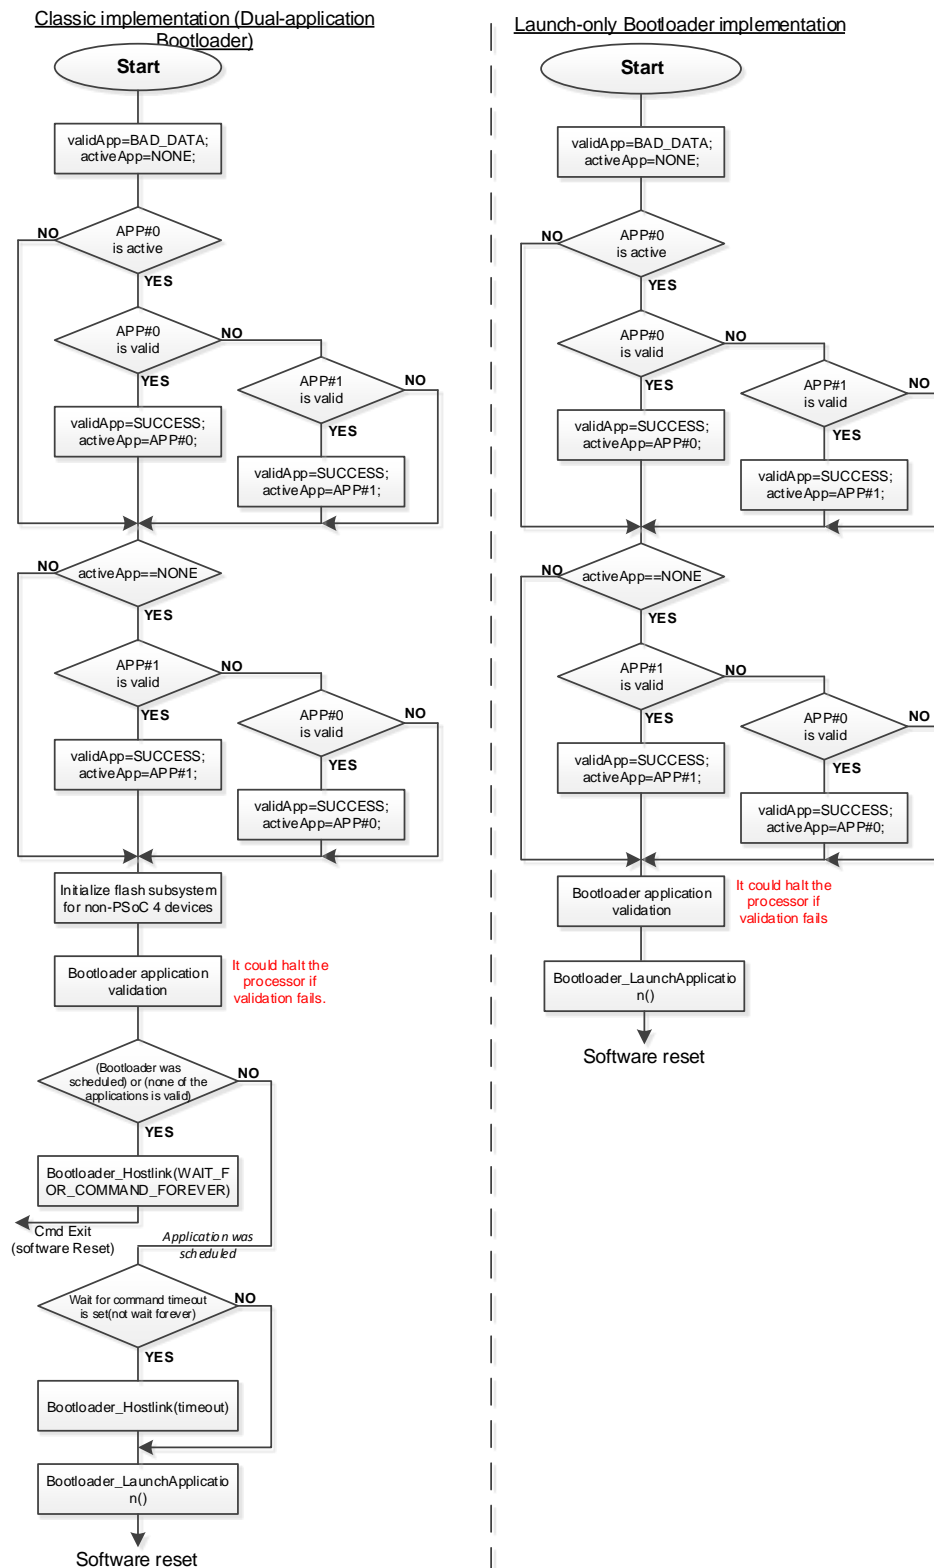 Classic implementation (Dual-application
Bootloader)
Start
validApp=BAD_DATA;
activeApp=NONE;
NO
APP#0
is active
YES
APP#0
is valid
NO
YES
APP#1
is valid
NO
validApp=SUCCESS;
activeApp=APP#0;
YES
validApp=SUCCESS;
activeApp=APP#1;
NO
activeApp==NONE
YES
APP#1
is valid
NO
YES
APP#0
is valid
NO
validApp=SUCCESS;
activeApp=APP#1;
YES
validApp=SUCCESS;
activeApp=APP#0;
Initialize flash subsystem
for non-PSoC 4 devices
Bootloader application
validation
It could halt the
processor if
validation fails.
(Bootloader was
scheduled) or (none of the
applications is valid)
NO
YES
Bootloader_Hostlink(WAIT_F
OR_COMMAND_FOREVER)
Cmd Exit
(software Reset)
Application was
scheduled
Wait for command timeout
is set(not wait forever)
NO
YES
Bootloader_Hostlink(timeout)
Bootloader_LaunchApplicatio
n()
Software reset
Launch-only Bootloader implementation
Start
validApp=BAD_DATA;
activeApp=NONE;
NO
APP#0
is active
YES
APP#0
is valid
NO
YES
APP#1
is valid
NO
validApp=SUCCESS;
activeApp=APP#0;
YES
validApp=SUCCESS;
activeApp=APP#1;
NO
activeApp==NONE
YES
APP#1
is valid
NO
YES
APP#0
is valid
NO
validApp=SUCCESS;
activeApp=APP#1;
YES
validApp=SUCCESS;
activeApp=APP#0;
Bootloader application
validation
It could halt the
processor if
validation fails
Bootloader_LaunchApplicatio
n()
Software reset